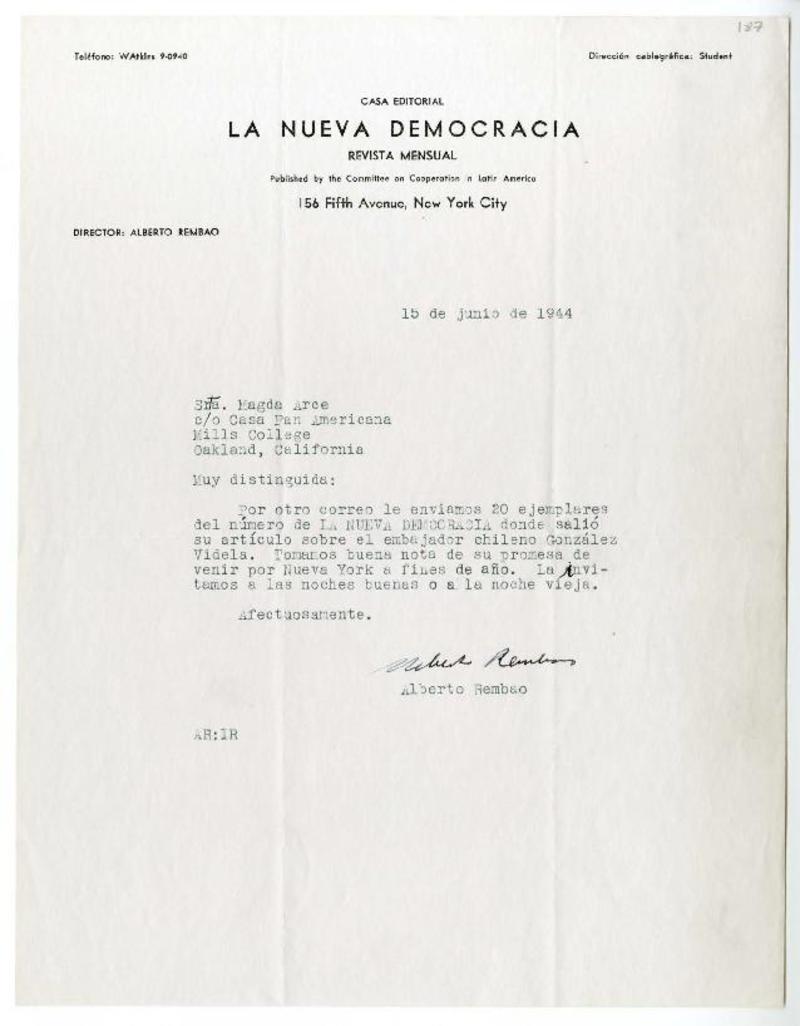 187
Teléfono: WAtkins 9-0940 Dirección cablegráfica: Student
CASA EDITORIAL
LA NUEVA DEMOCRACIA
REVISTA MENSUAL
Published by the Committee on Cooperation in Latin America
156 Fifth Avenue, New York City
DIRECTOR: ALBERTO REMBAO
15 de junio de 1944
Srta. Magda Arce
c/o Casa Pan Americana
Mills College
Oakland, California
Muy distinguida:
Por otro correo le enviamos 20 ejemplares
del número de LA NUEVA DEMOCRACIA donde salió
su artículo sobre el embajador chileno González
Videla. Tomamos buena nota de su promesa de
venir por Nueva York a fines de año. La invi-
tamos a las noches buenas o a la noche vieja.
Afectuosamente.
Alberto Rembao
Alberto Rembao
AR:IR